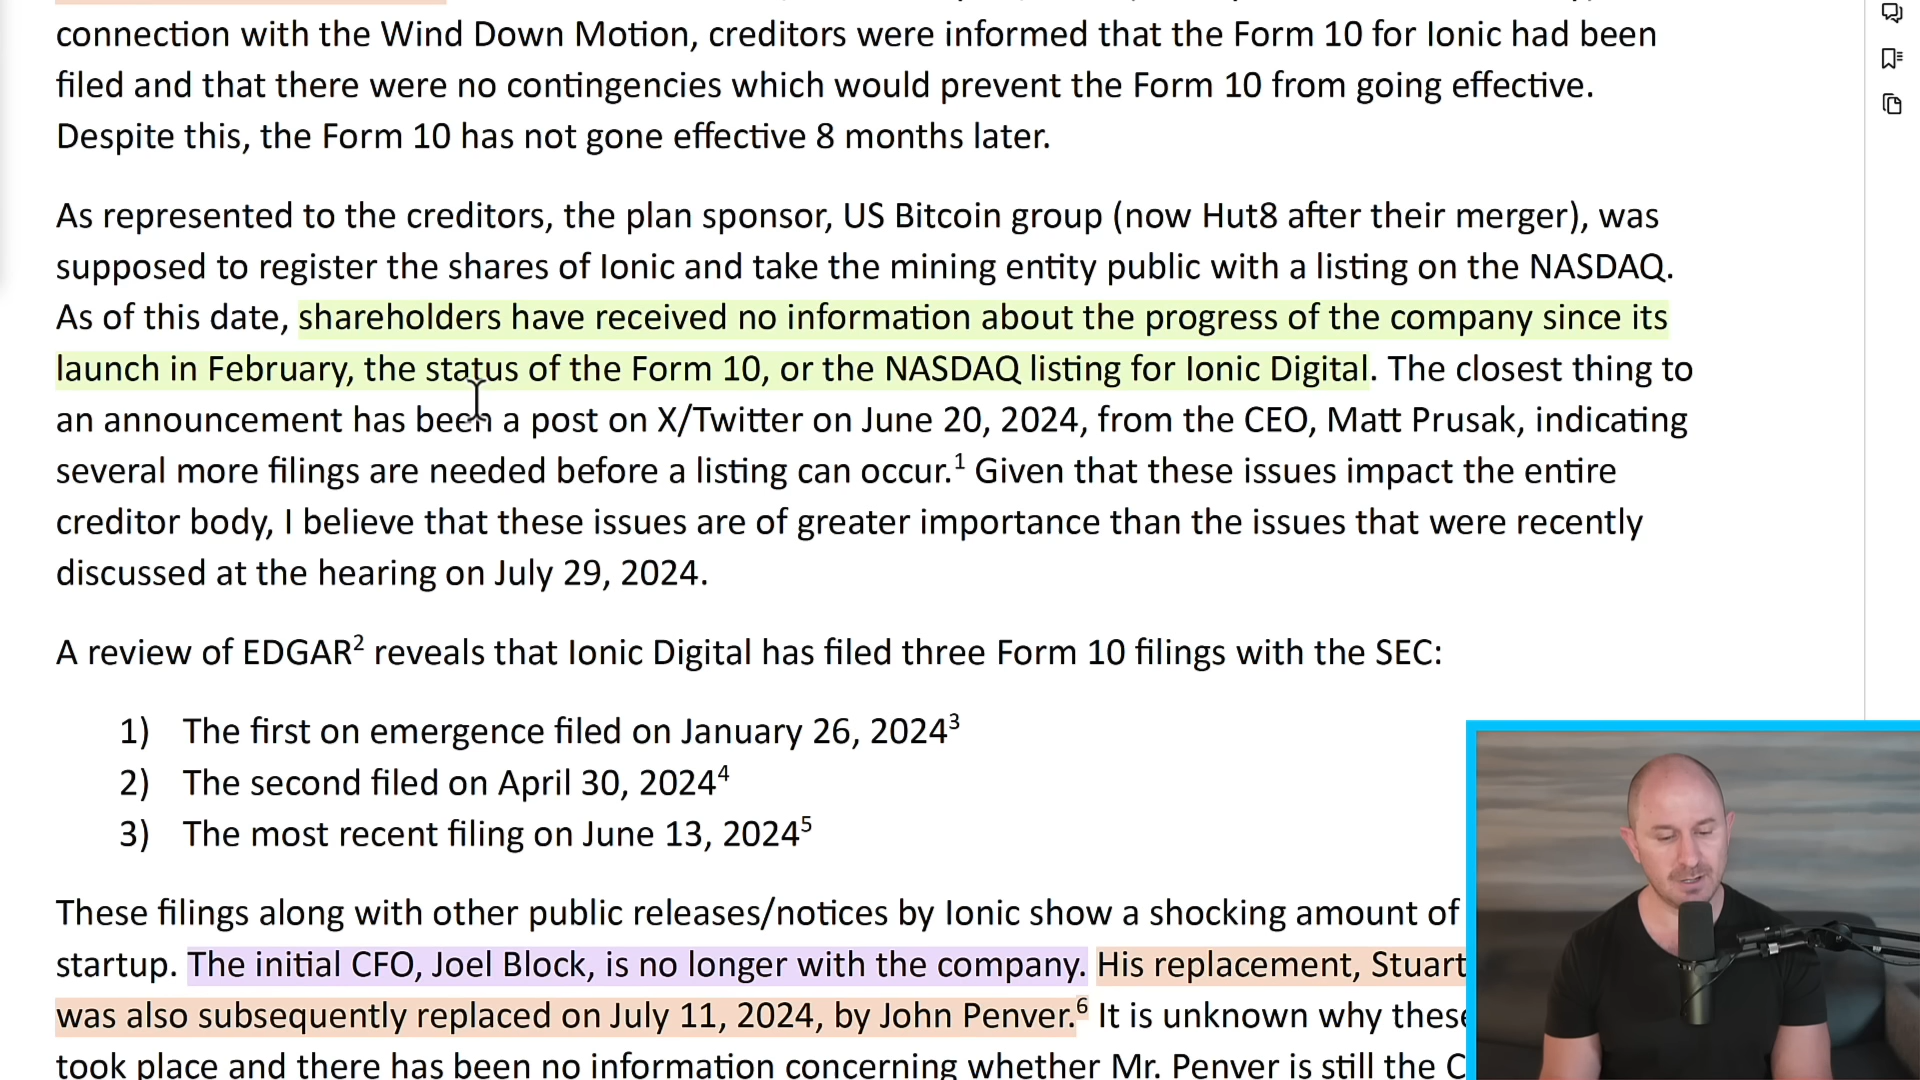 connection with the Wind Down Motion, creditors were informed that the Form 10 for Ionic had been
filed and that there were no contingencies which would prevent the Form 10 from going effective.
Despite this, the Form 10 has not gone effective 8 months later.
As represented to the creditors, the plan sponsor, US Bitcoin group (now Hut8 after their merger), was
supposed to register the shares of Ionic and take the mining entity public with a listing on the NASDAQ.
As of this date, shareholders have received no information about the progress of the company since its
launch in February, the status of the Form 10, or the NASDAQ listing for Ionic Digital. The closest thing to
an announcement has been a post on X/Twitter on June 20, 2024, from the CEO, Matt Prusak, indicating
several more filings are needed before a listing can occur.¹ Given that these issues impact the entire
creditor body, I believe that these issues are of greater importance than the issues that were recently
discussed at the hearing on July 29, 2024.
A review of EDGAR² reveals that Ionic Digital has filed three Form 10 filings with the SEC:
1) The first on emergence filed on January 26, 2024³
2) The second filed on April 30, 2024⁴
3) The most recent filing on June 13, 2024⁵
These filings along with other public releases/notices by Ionic show a shocking amount of
startup. The initial CFO, Joel Block, is no longer with the company. His replacement, Stuart
was also subsequently replaced on July 11, 2024, by John Penver.⁶ It is unknown why these
took place and there has been no information concerning whether Mr. Penver is still the C